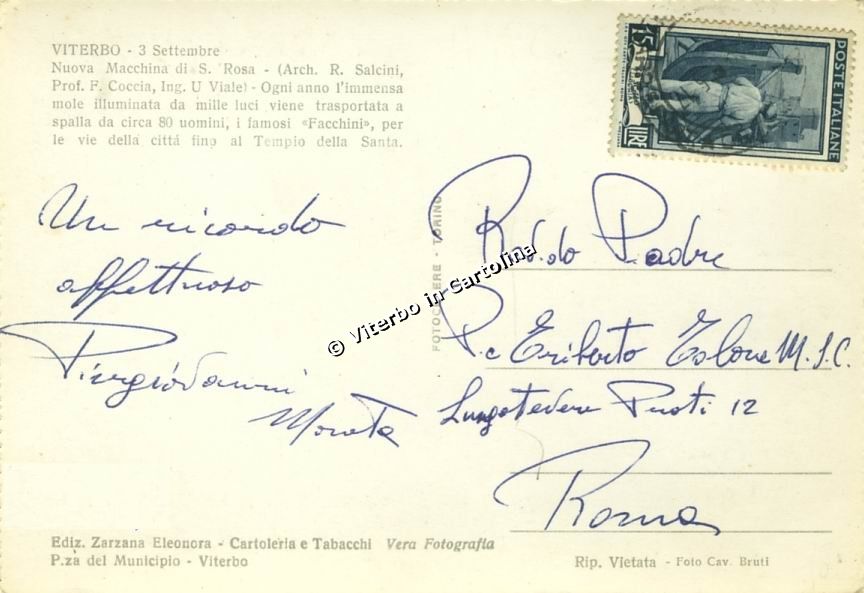 VITERBO - 3 Settembre
Nuova Macchina di S. Rosa - (Arch. R. Salcini,
Prof. F. Coccia, Ing. U Viale) - Ogni anno l'immensa
mole illuminata da mille luci viene trasportata a
spalla da circa 80 uomini, i famosi «Facchini», per
le vie della cittá fino al Tempio della Santa.
15
LIRE
POSTE ITALIANE
Un ricordo
affettuoso
Piergiovanni
Morata
FOTOCELERE - TORINO
© Viterbo in Cartolina
Rev.do Padre
P.e Eriberto M.S.C.
Lungotevere Prati 12
Roma
Ediz. Zarzana Eleonora - Cartoleria e Tabacchi Vera Fotografia
P.za del Municipio - Viterbo
Rip. Vietata - Foto Cav. Bruti